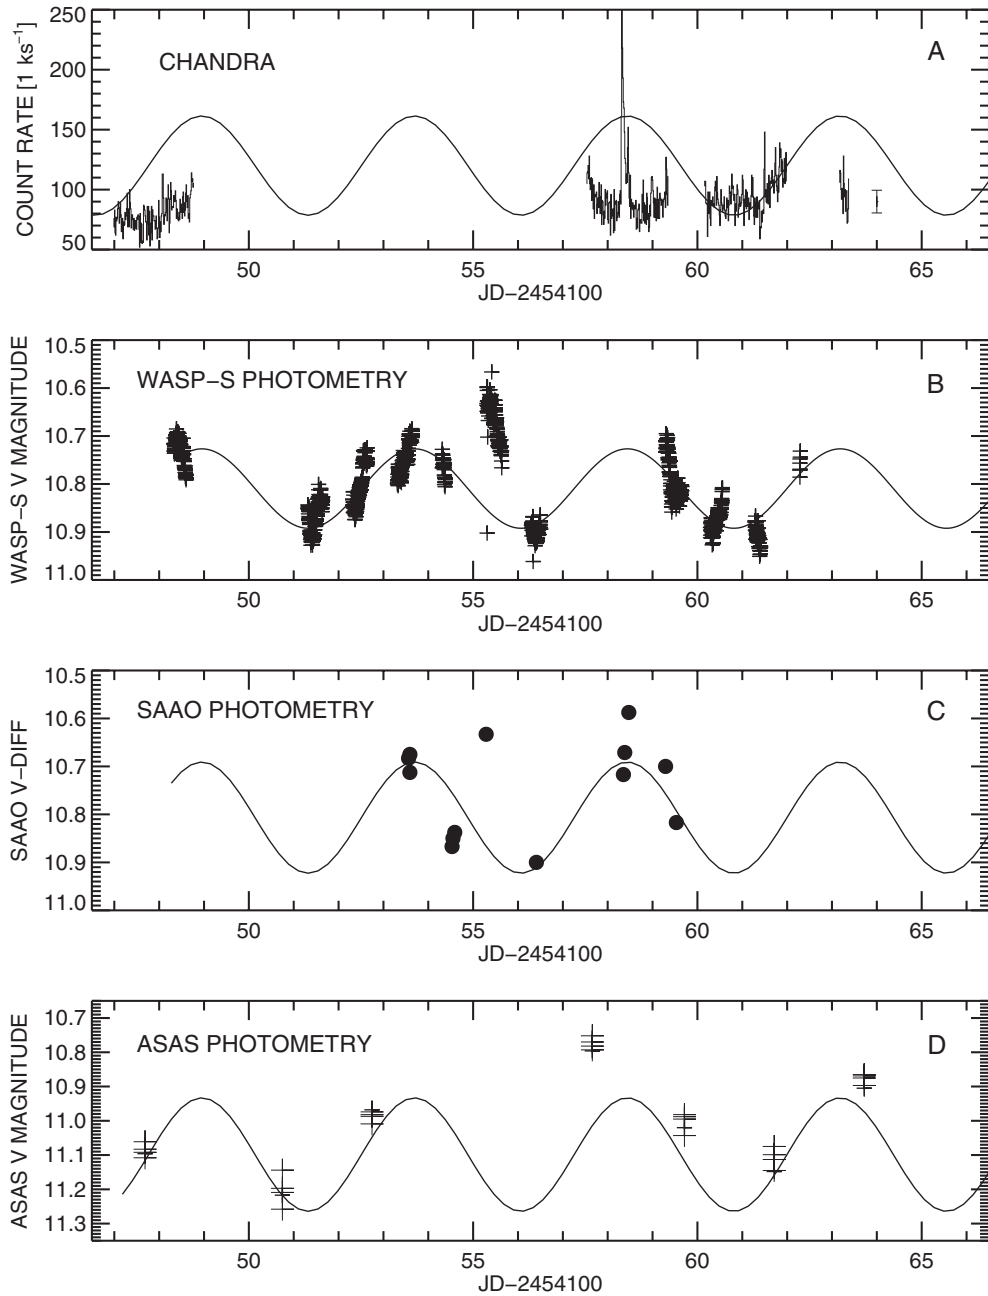 250
200
150
100
50
COUNT RATE [1 ks⁻¹]
CHANDRA
A
50 55 60 65
JD−2454100
10.5
10.6
10.7
10.8
10.9
11.0
WASP−S V MAGNITUDE
WASP−S PHOTOMETRY
B
50 55 60 65
JD−2454100
10.5
10.6
10.7
10.8
10.9
11.0
SAAO V−DIFF
SAAO PHOTOMETRY
C
50 55 60 65
JD−2454100
10.7
10.8
10.9
11.0
11.1
11.2
11.3
ASAS V MAGNITUDE
ASAS PHOTOMETRY
D
50 55 60 65
JD−2454100